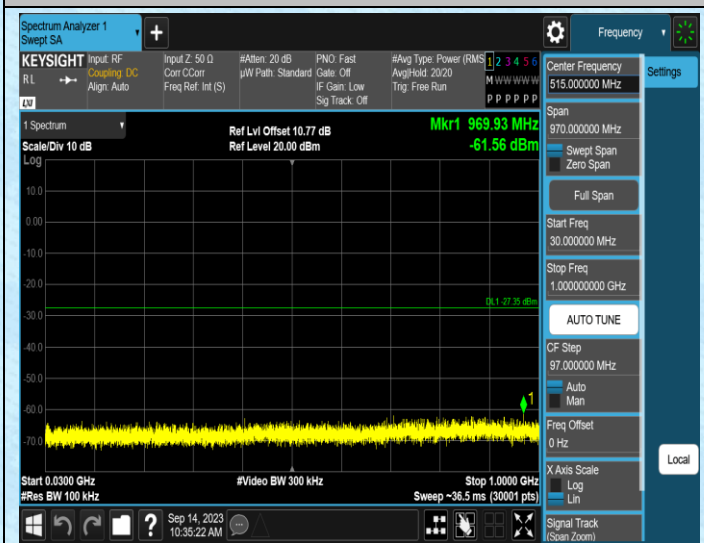 Spectrum Analyzer 1
Swept SA
Frequency
KEYSIGHT
RL
LXI
Input: RF
Coupling: DC
Align: Auto
Input Z: 50 Ω
Corr CCorr
Freq Ref: Int (S)
#Atten: 20 dB
µW Path: Standard
PNO: Fast
Gate: Off
IF Gain: Low
Sig Track: Off
#Avg Type: Power (RMS
Avg|Hold: 20/20
Trig: Free Run
1 2 3 4 5 6
M W W W W W
P P P P P P
1 Spectrum
Scale/Div 10 dB
Log
Ref Lvl Offset 10.77 dB
Ref Level 20.00 dBm
Mkr1 969.93 MHz
-61.56 dBm
10.0
0.00
-10.0
-20.0
DL1 -27.35 dBm
-30.0
-40.0
-50.0
-60.0
1
-70.0
Start 0.0300 GHz
#Res BW 100 kHz
#Video BW 300 kHz
Stop 1.0000 GHz
Sweep ~36.5 ms (30001 pts)
?
Sep 14, 2023
10:35:22 AM
Center Frequency
515.000000 MHz
Settings
Span
970.000000 MHz
Swept Span
Zero Span
Full Span
Start Freq
30.000000 MHz
Stop Freq
1.000000000 GHz
AUTO TUNE
CF Step
97.000000 MHz
Auto
Man
Freq Offset
0 Hz
X Axis Scale
Log
Lin
Local
Signal Track
(Span Zoom)